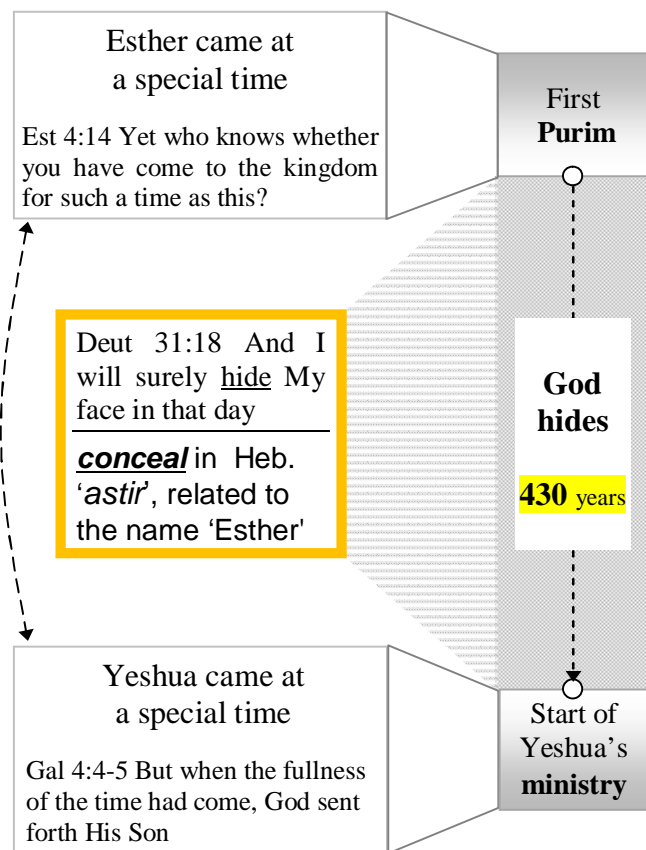 Esther came at
a special time
Est 4:14 Yet who knows whether
you have come to the kingdom
for such a time as this?
First
Purim
Deut 31:18 And I
will surely hide My
face in that day
conceal in Heb.
‘astir’, related to
the name ‘Esther'
God
hides
430 years
Yeshua came at
a special time
Gal 4:4-5 But when the fullness
of the time had come, God sent
forth His Son
Start of
Yeshua’s
ministry